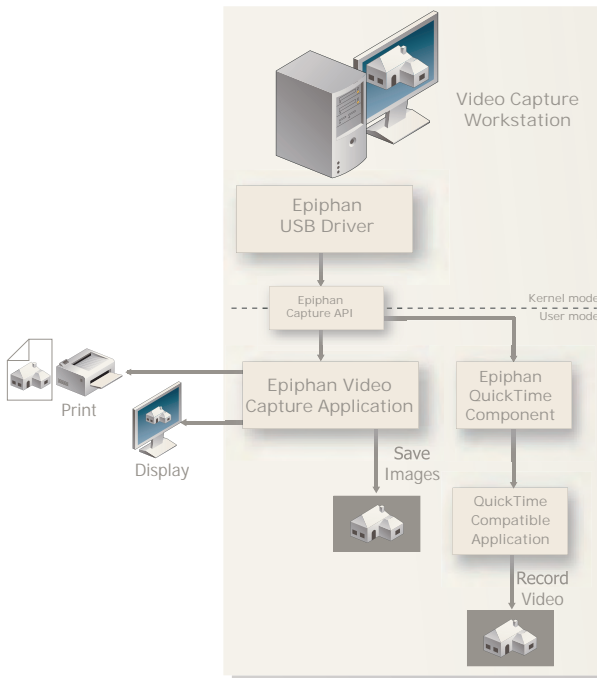 Video Capture
Workstation
Epiphan
USB Driver
Epiphan
Capture API
Kernel mode
User mode
Epiphan Video
Capture Application
Epiphan
QuickTime
Component
Print
Display
Save
Images
QuickTime
Compatible
Application
Record
Video